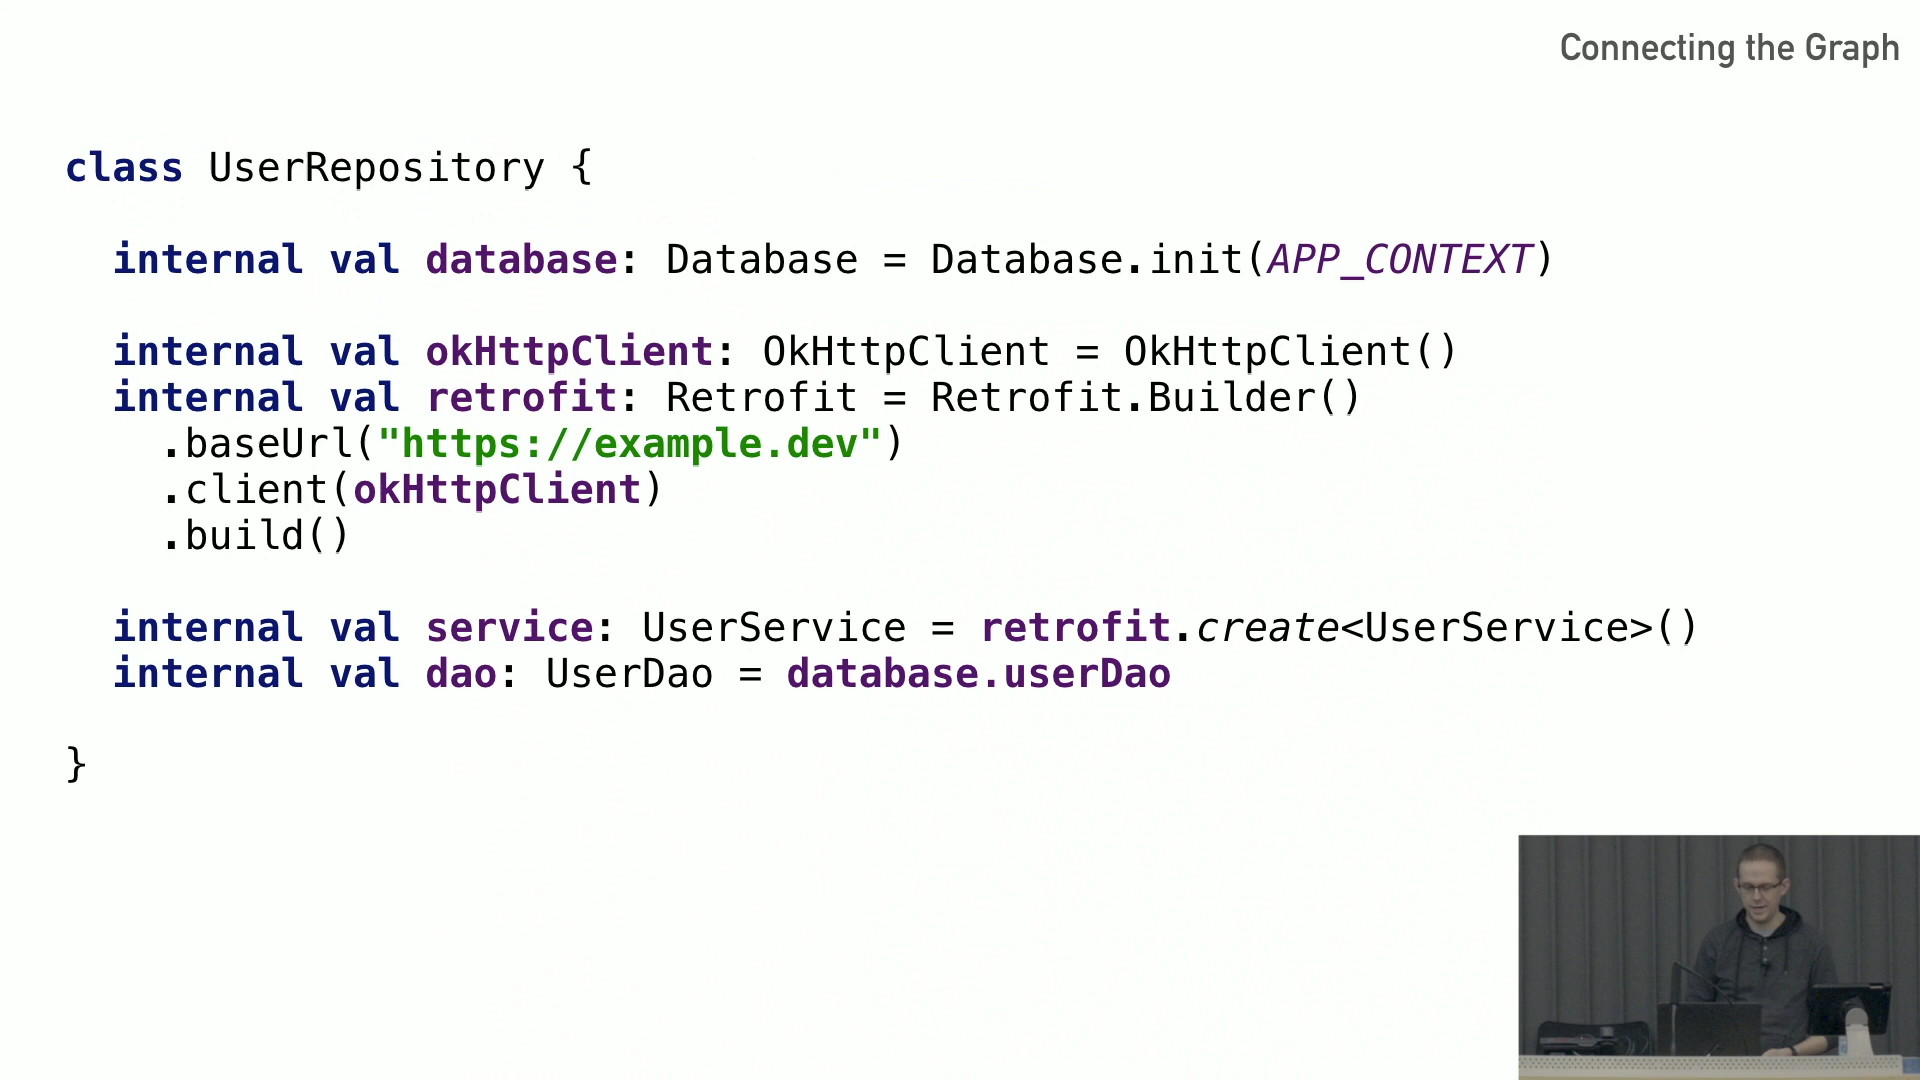 Connecting the Graph
class UserRepository {
internal val database: Database = Database.init(APP_CONTEXT)
internal val okHttpClient: OkHttpClient = OkHttpClient()
internal val retrofit: Retrofit = Retrofit.Builder()
.baseUrl("https://example.dev")
.client(okHttpClient)
.build()
internal val service: UserService = retrofit.create<UserService>()
internal val dao: UserDao = database.userDao
}